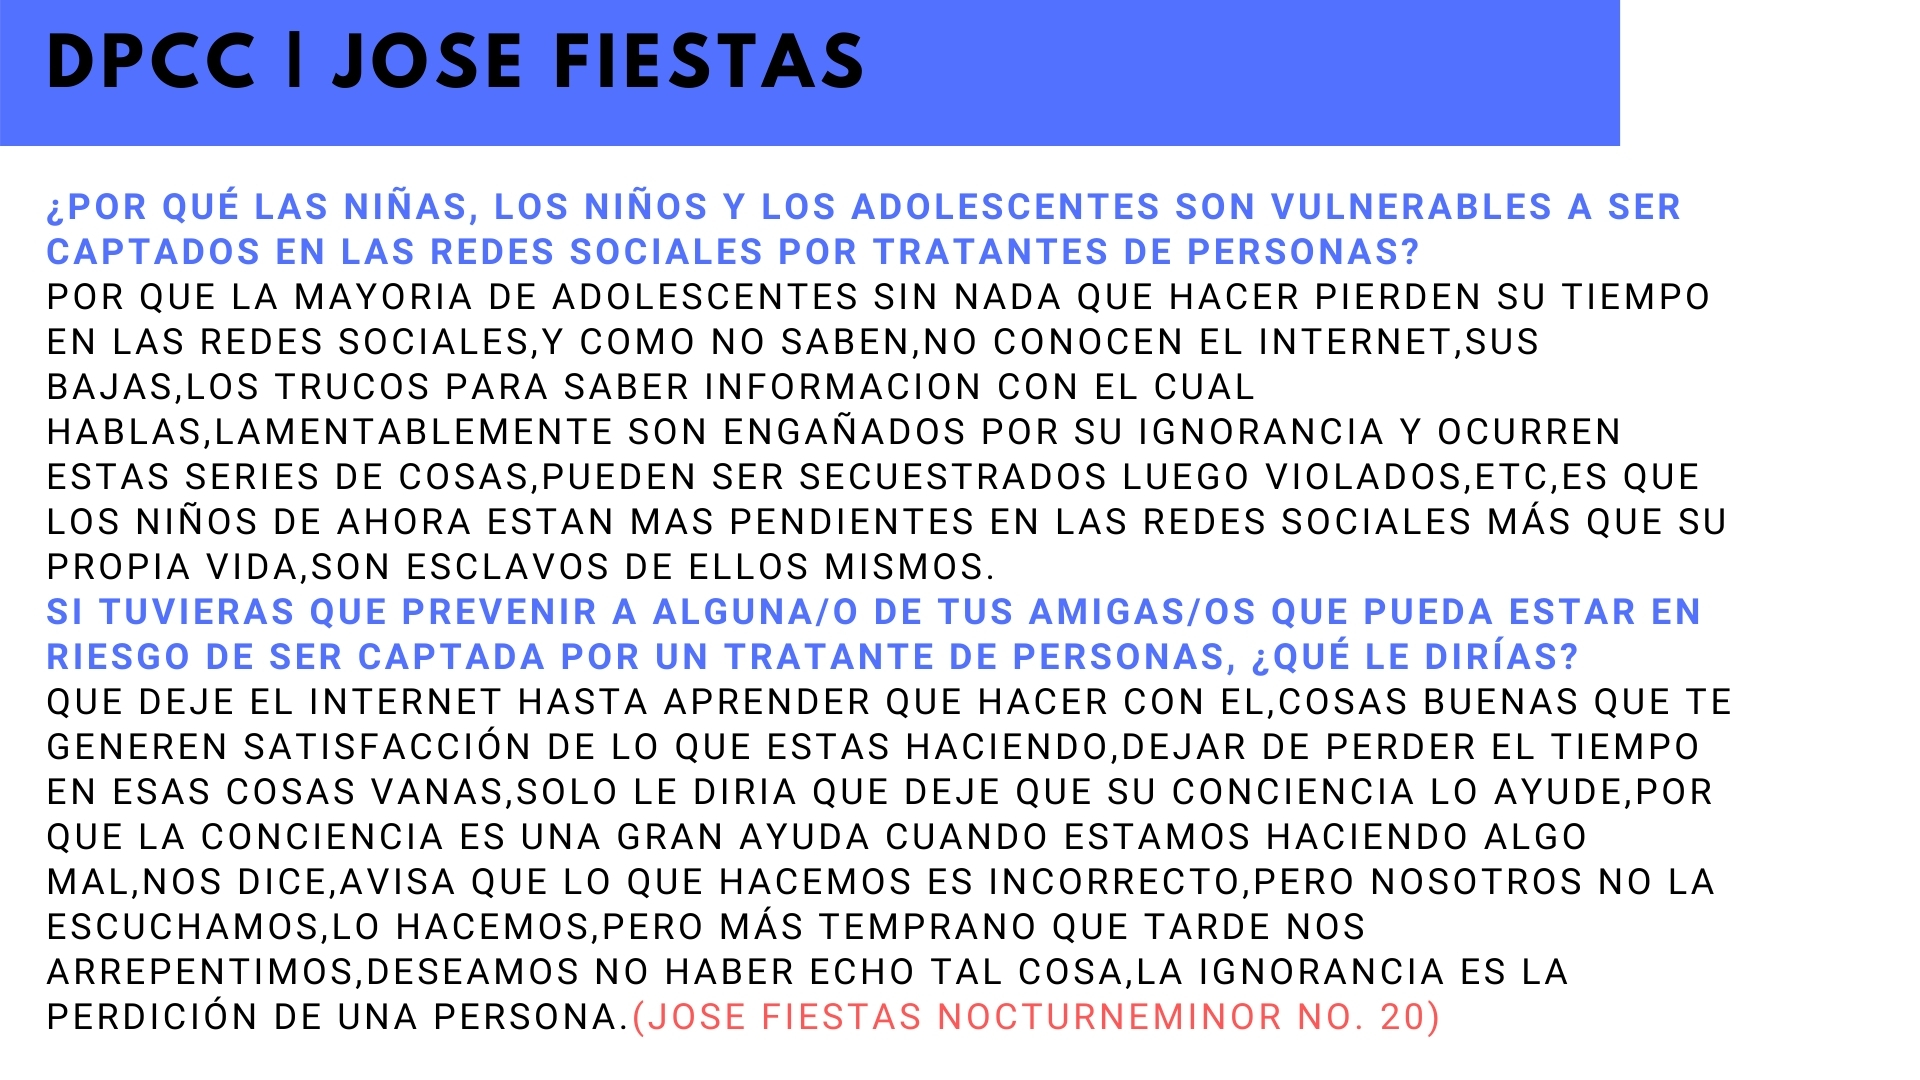 DPCC | JOSE FIESTAS
¿POR QUÉ LAS NIÑAS, LOS NIÑOS Y LOS ADOLESCENTES SON VULNERABLES A SER
CAPTADOS EN LAS REDES SOCIALES POR TRATANTES DE PERSONAS?
POR QUE LA MAYORIA DE ADOLESCENTES SIN NADA QUE HACER PIERDEN SU TIEMPO
EN LAS REDES SOCIALES,Y COMO NO SABEN,NO CONOCEN EL INTERNET,SUS
BAJAS,LOS TRUCOS PARA SABER INFORMACION CON EL CUAL
HABLAS,LAMENTABLEMENTE SON ENGAÑADOS POR SU IGNORANCIA Y OCURREN
ESTAS SERIES DE COSAS,PUEDEN SER SECUESTRADOS LUEGO VIOLADOS,ETC,ES QUE
LOS NIÑOS DE AHORA ESTAN MAS PENDIENTES EN LAS REDES SOCIALES MÁS QUE SU
PROPIA VIDA,SON ESCLAVOS DE ELLOS MISMOS.
SI TUVIERAS QUE PREVENIR A ALGUNA/O DE TUS AMIGAS/OS QUE PUEDA ESTAR EN
RIESGO DE SER CAPTADA POR UN TRATANTE DE PERSONAS, ¿QUÉ LE DIRÍAS?
QUE DEJE EL INTERNET HASTA APRENDER QUE HACER CON EL,COSAS BUENAS QUE TE
GENEREN SATISFACCIÓN DE LO QUE ESTAS HACIENDO,DEJAR DE PERDER EL TIEMPO
EN ESAS COSAS VANAS,SOLO LE DIRIA QUE DEJE QUE SU CONCIENCIA LO AYUDE,POR
QUE LA CONCIENCIA ES UNA GRAN AYUDA CUANDO ESTAMOS HACIENDO ALGO
MAL,NOS DICE,AVISA QUE LO QUE HACEMOS ES INCORRECTO,PERO NOSOTROS NO LA
ESCUCHAMOS,LO HACEMOS,PERO MÁS TEMPRANO QUE TARDE NOS
ARREPENTIMOS,DESEAMOS NO HABER ECHO TAL COSA,LA IGNORANCIA ES LA
PERDICIÓN DE UNA PERSONA.(JOSE FIESTAS NOCTURNEMINOR NO. 20)